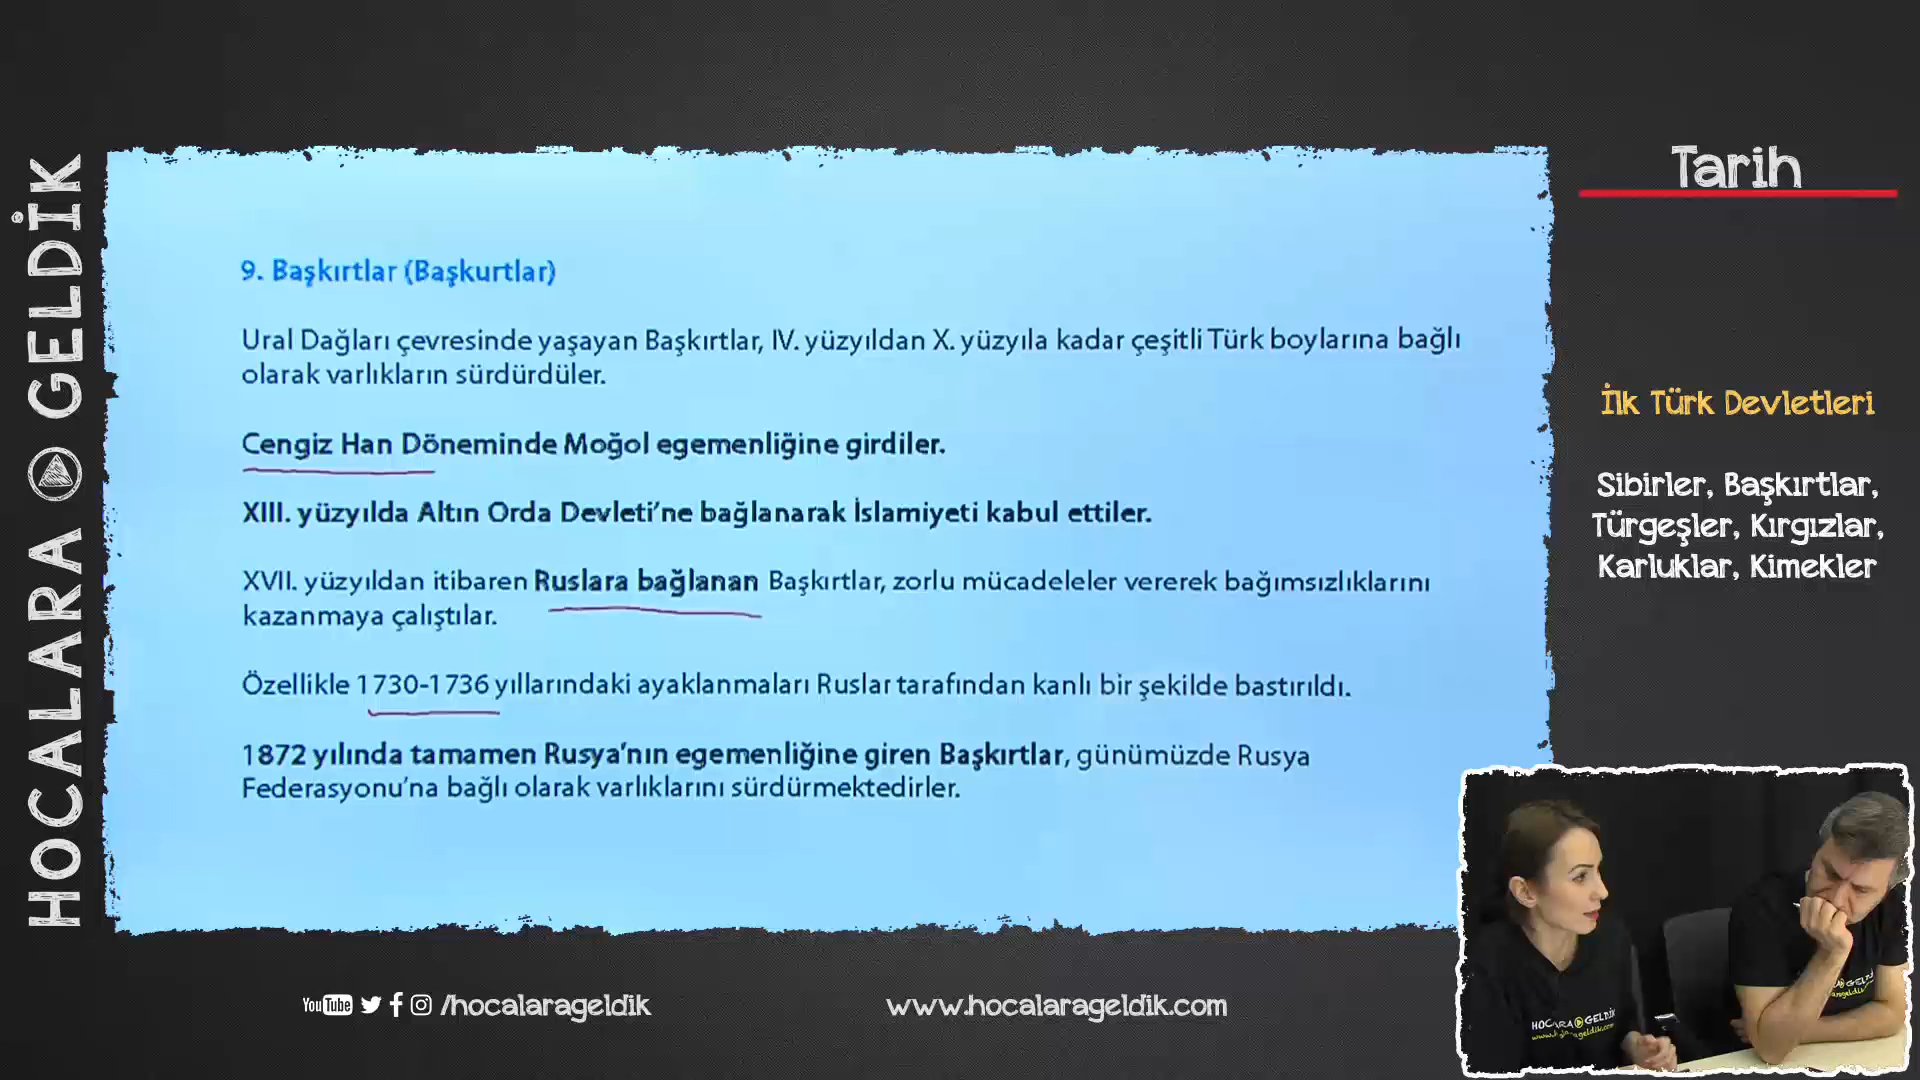 HOCALARA GELDİK
Tarih
9. Başkırtlar (Başkurtlar)
Ural Dağları çevresinde yaşayan Başkırtlar, IV. yüzyıldan X. yüzyıla kadar çeşitli Türk boylarına bağlı
olarak varlıkların sürdürdüler.
Cengiz Han Döneminde Moğol egemenliğine girdiler.
XIII. yüzyılda Altın Orda Devleti’ne bağlanarak İslamiyeti kabul ettiler.
XVII. yüzyıldan itibaren Ruslara bağlanan Başkırtlar, zorlu mücadeleler vererek bağımsızlıklarını
kazanmaya çalıştılar.
Özellikle 1730-1736 yıllarındaki ayaklanmaları Ruslar tarafından kanlı bir şekilde bastırıldı.
1872 yılında tamamen Rusya’nın egemenliğine giren Başkırtlar, günümüzde Rusya
Federasyonu’na bağlı olarak varlıklarını sürdürmektedirler.
İlk Türk Devletleri
Sibirler, Başkırtlar,
Türgeşler, Kırgızlar,
Karluklar, Kimekler
YouTube /hocalarageldik
www.hocalarageldik.com
HOCALARA GELDİK